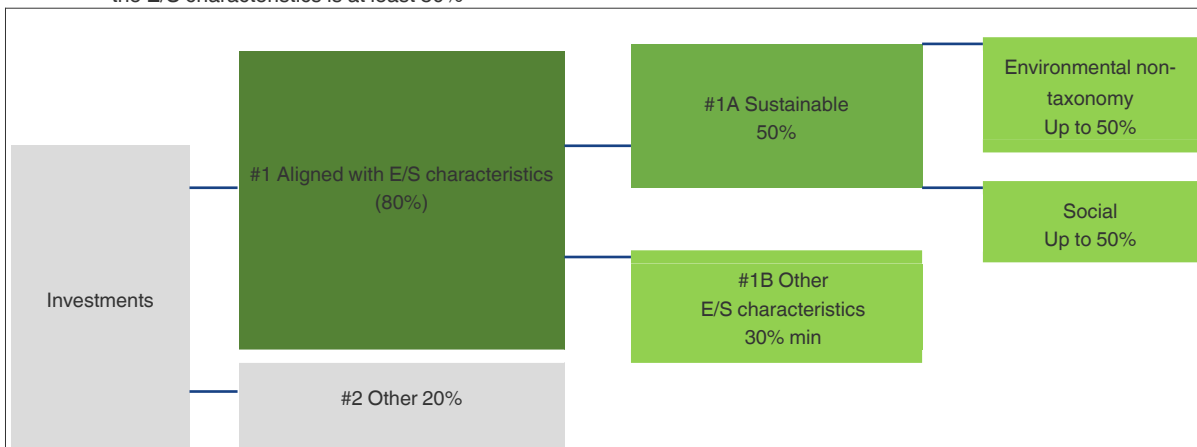 #1A Sustainable
50%
Environmental non-
taxonomy
Up to 50%
#1 Aligned with E/S characteristics
(80%)
Social
Up to 50%
Investments
#1B Other
E/S characteristics
30% min
#2 Other 20%